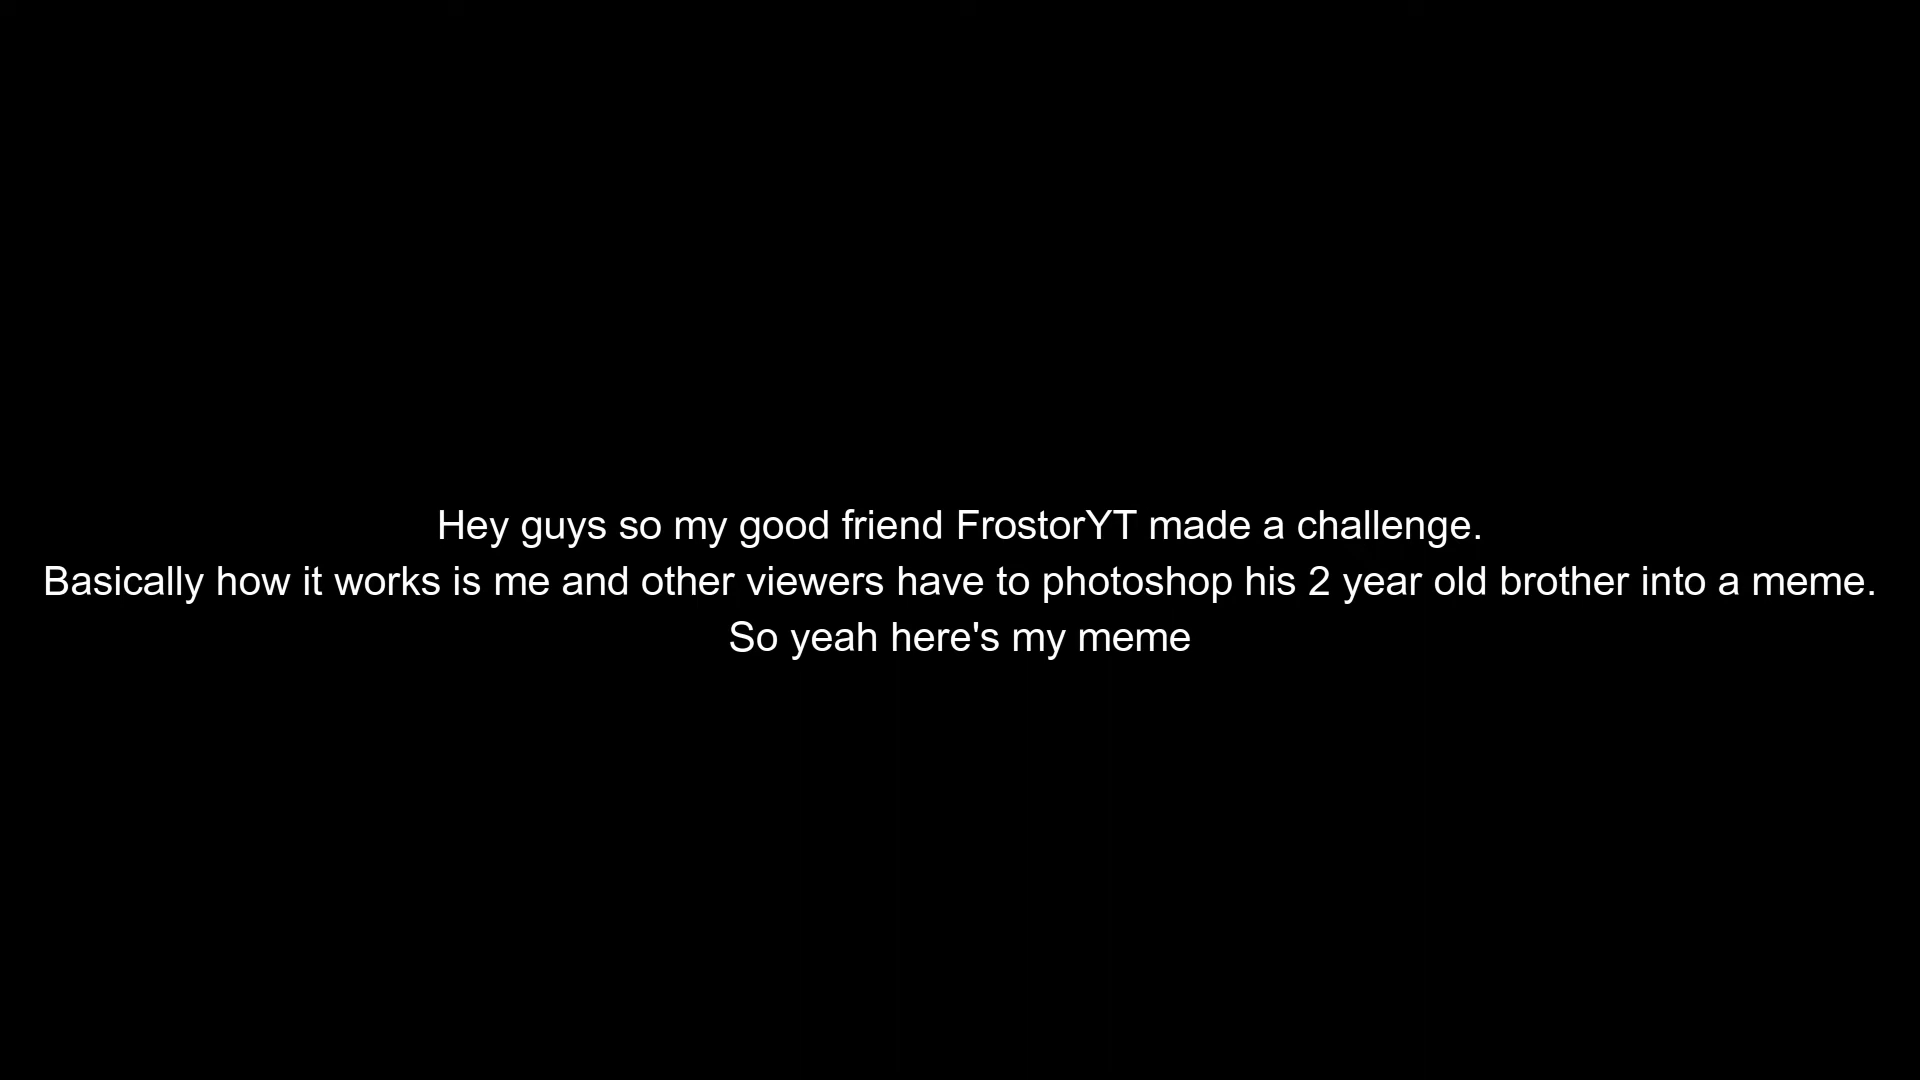 Hey guys so my good friend FrostorYT made a challenge.
Basically how it works is me and other viewers have to photoshop his 2 year old brother into a meme.
So yeah here's my meme